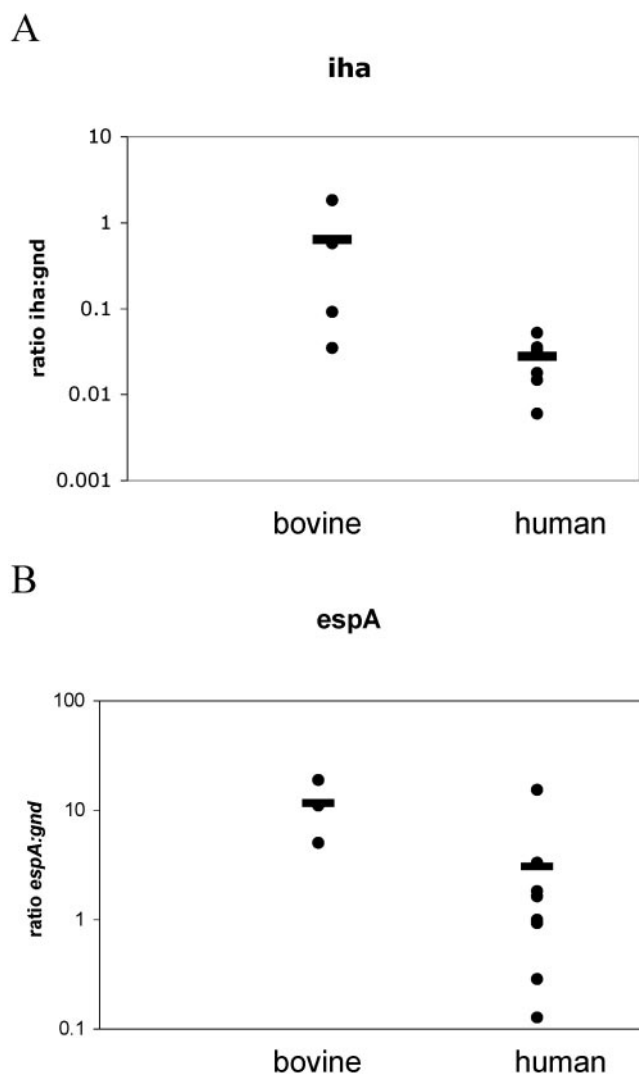 A
iha
10
1
0.1
0.01
0.001
ratio iha:gnd
bovine human
B
espA
100
10
1
0.1
ratio espA:gnd
bovine human